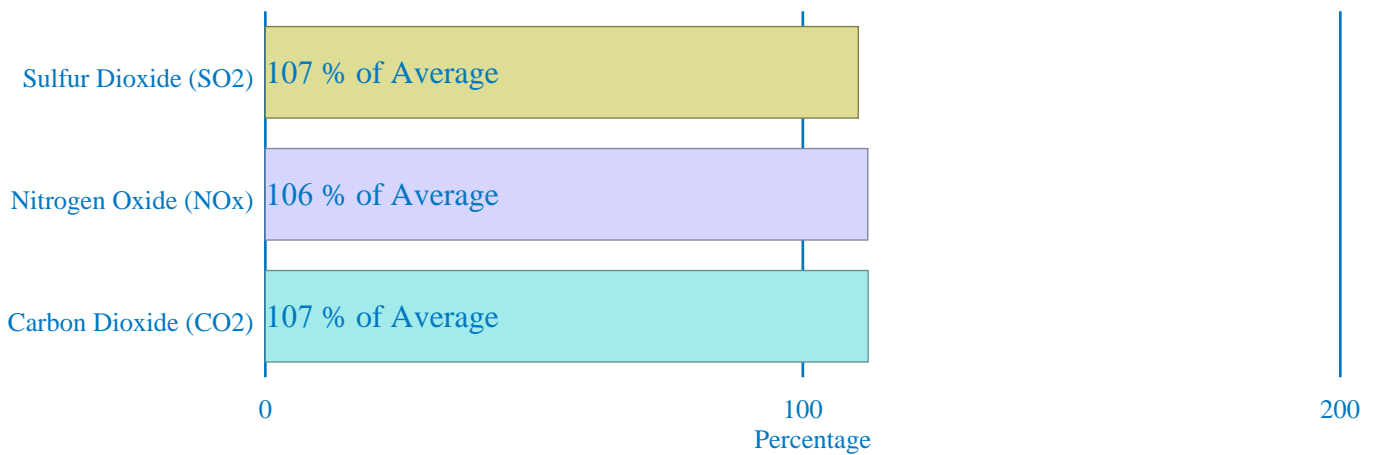 Sulfur Dioxide (SO2) 107 % of Average
Nitrogen Oxide (NOx) 106 % of Average
Carbon Dioxide (CO2) 107 % of Average
0 100 200
Percentage